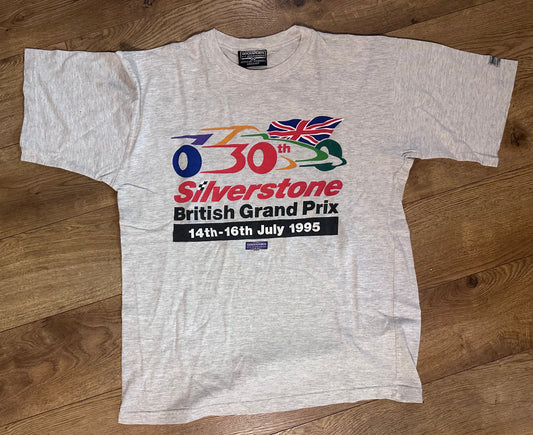 30th
Silverstone
British Grand Prix
14th-16th July 1995